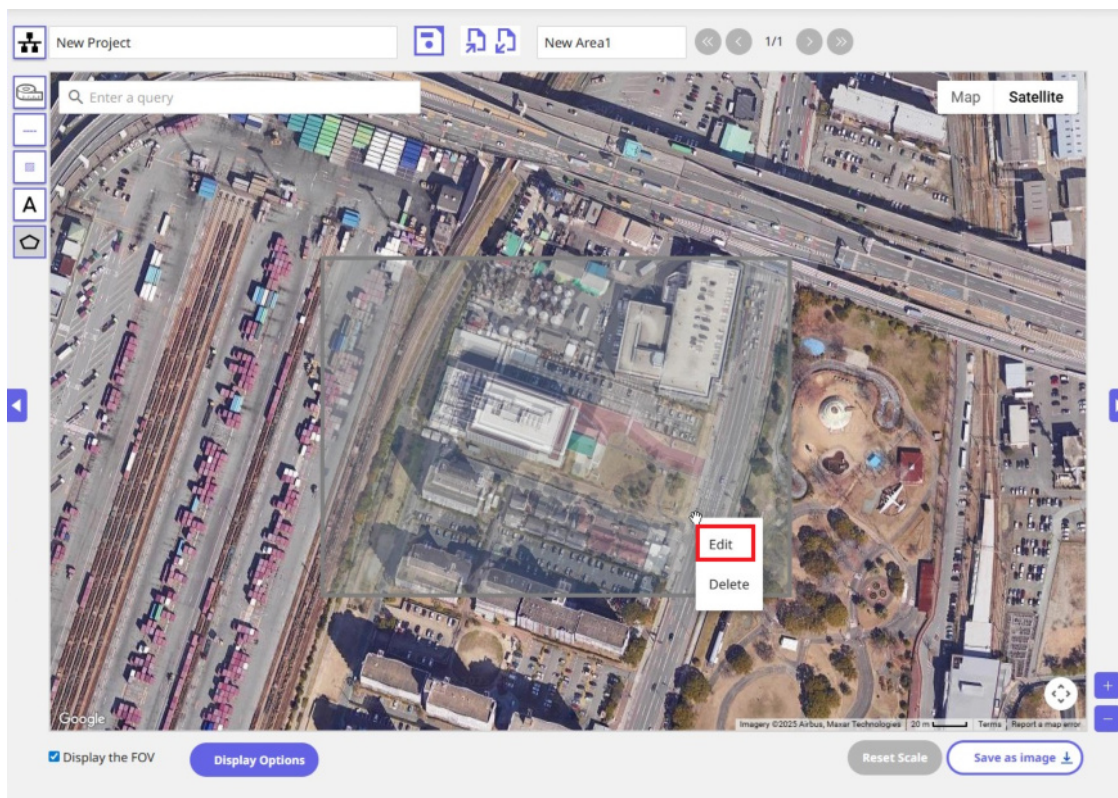 New Project
New Area1
1/1
Enter a query
Map
Satellite
A
Edit
Delete
Google
Imagery ©2025 Airbus, Maxar Technologies
20 m
Terms
Report a map error
Display the FOV
Display Options
Reset Scale
Save as image